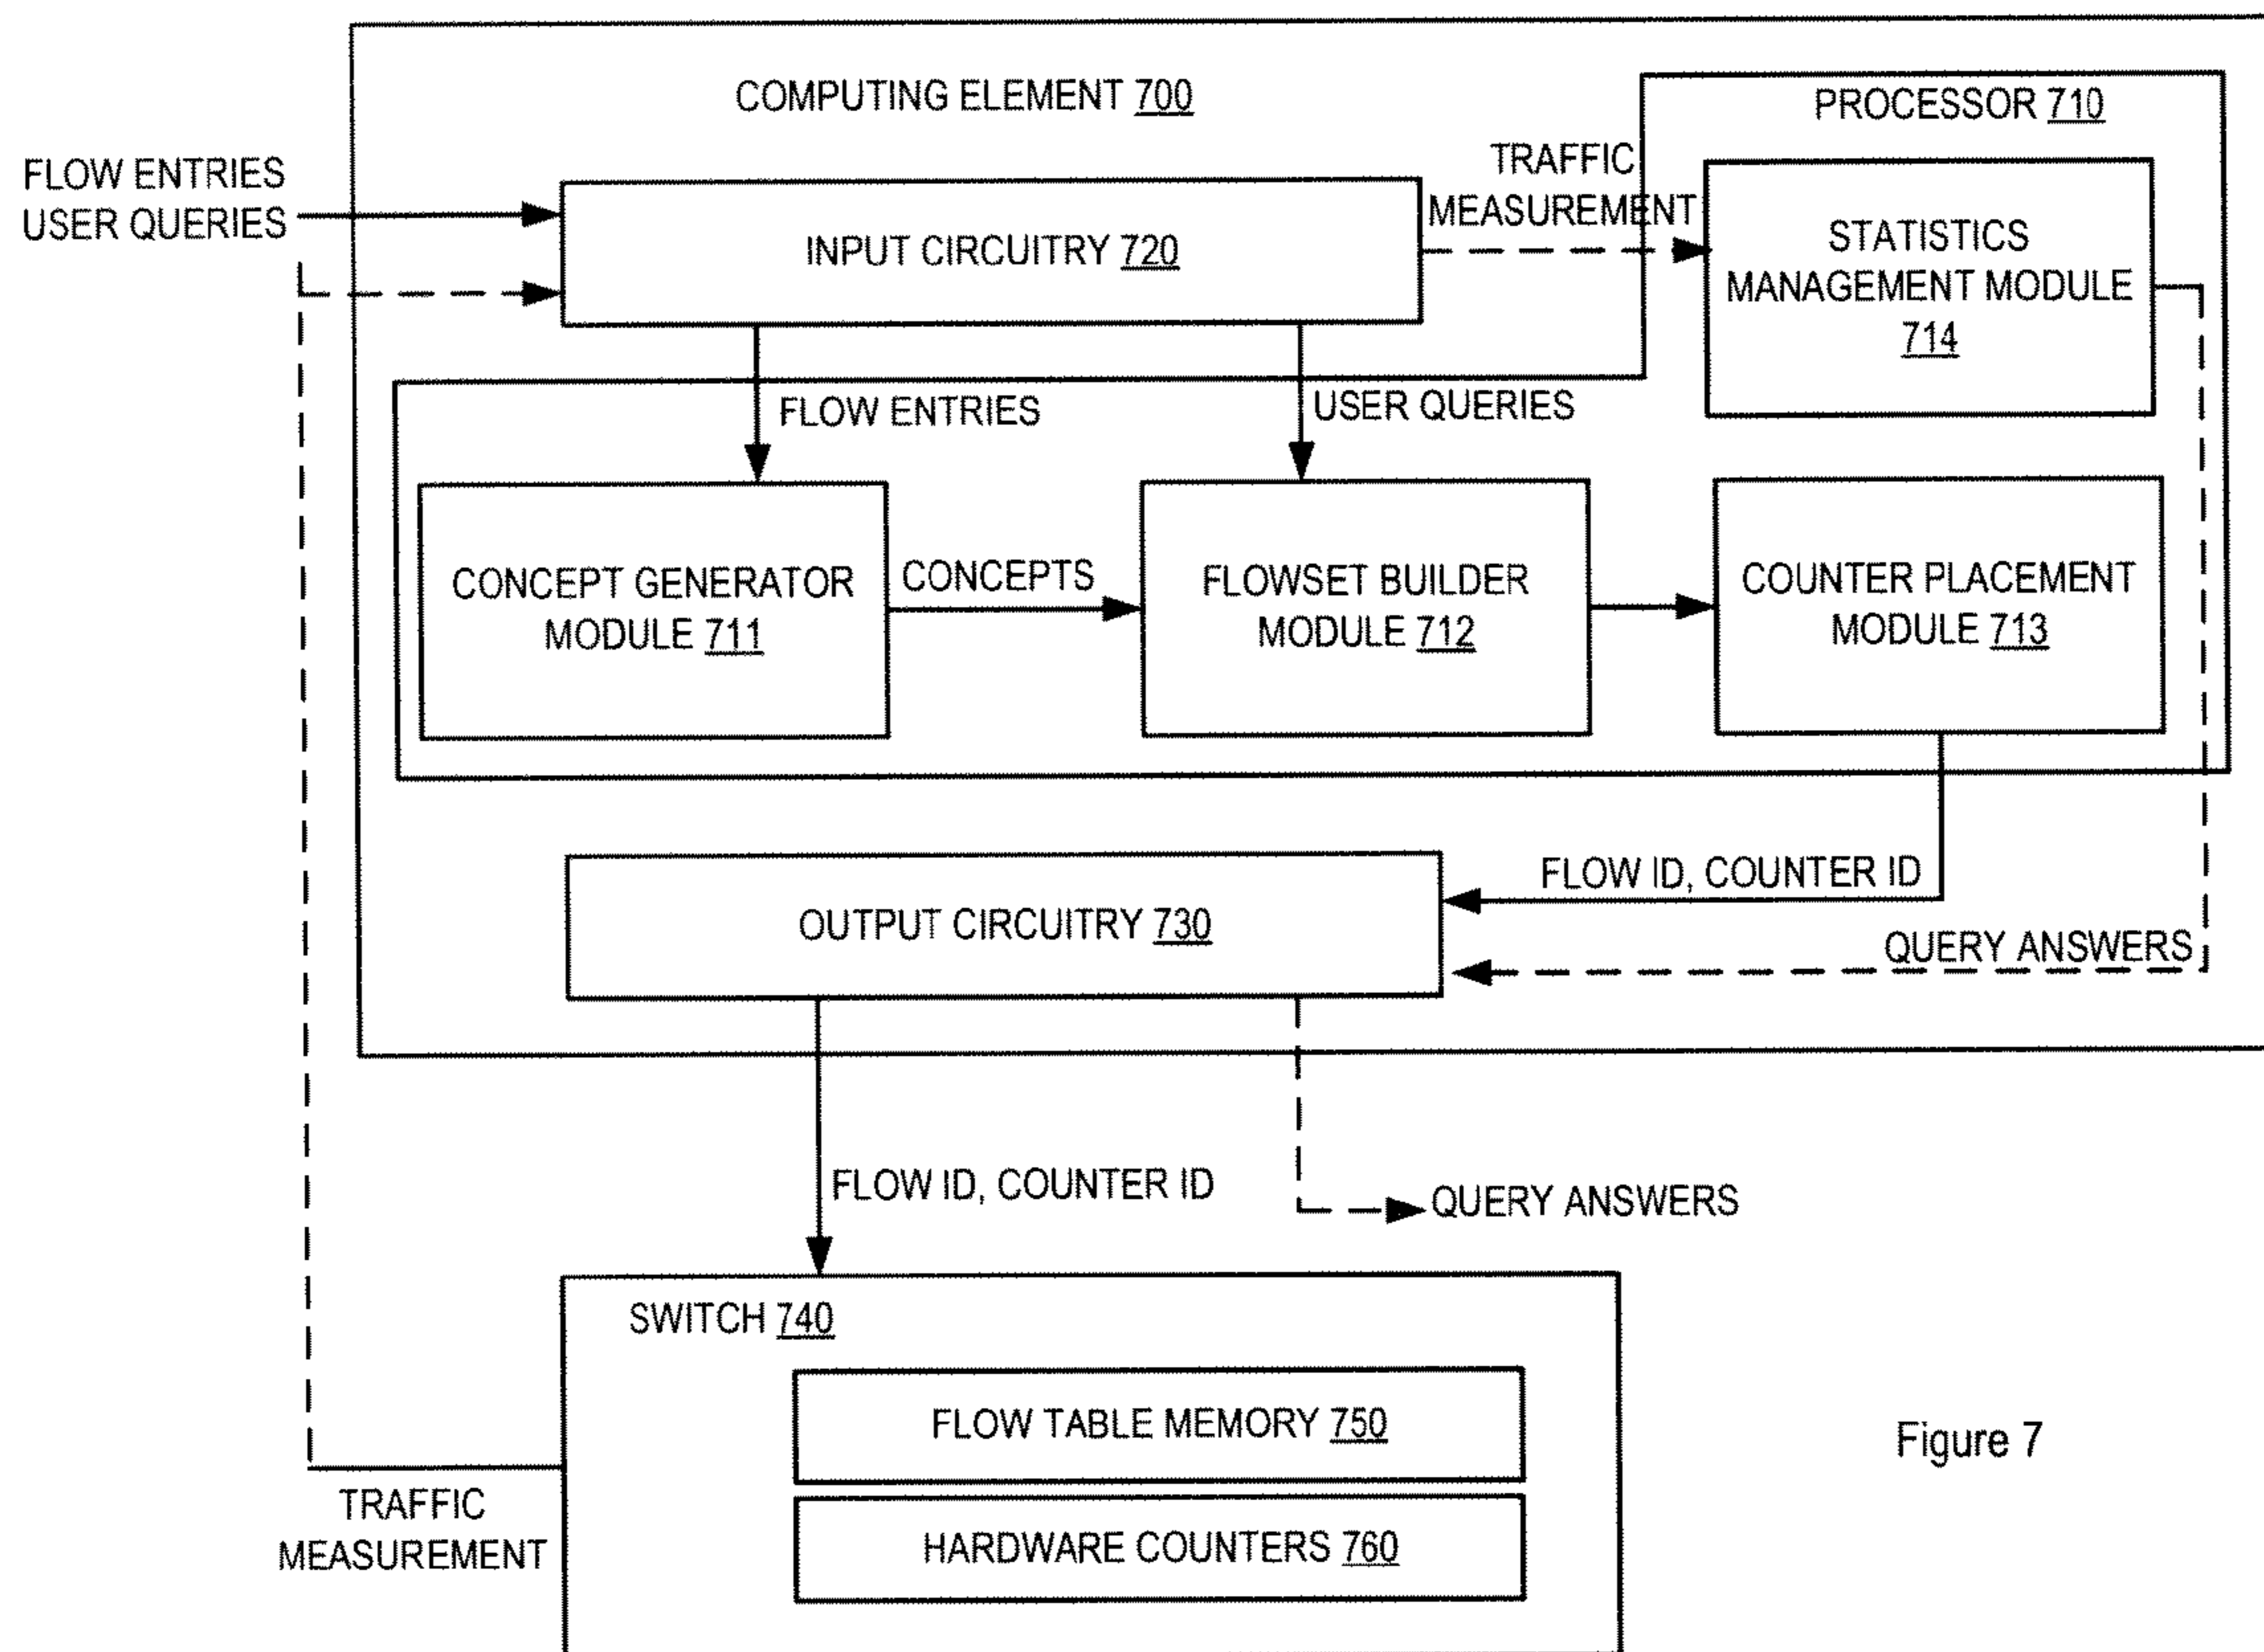 COMPUTING ELEMENT 700
PROCESSOR 710
FLOW ENTRIES
USER QUERIES
INPUT CIRCUITRY 720
TRAFFIC
MEASUREMENT
STATISTICS
MANAGEMENT MODULE
714
FLOW ENTRIES
USER QUERIES
CONCEPT GENERATOR
MODULE 711
CONCEPTS
FLOWSET BUILDER
MODULE 712
COUNTER PLACEMENT
MODULE 713
OUTPUT CIRCUITRY 730
FLOW ID, COUNTER ID
QUERY ANSWERS
FLOW ID, COUNTER ID
QUERY ANSWERS
SWITCH 740
FLOW TABLE MEMORY 750
HARDWARE COUNTERS 760
TRAFFIC
MEASUREMENT
Figure 7